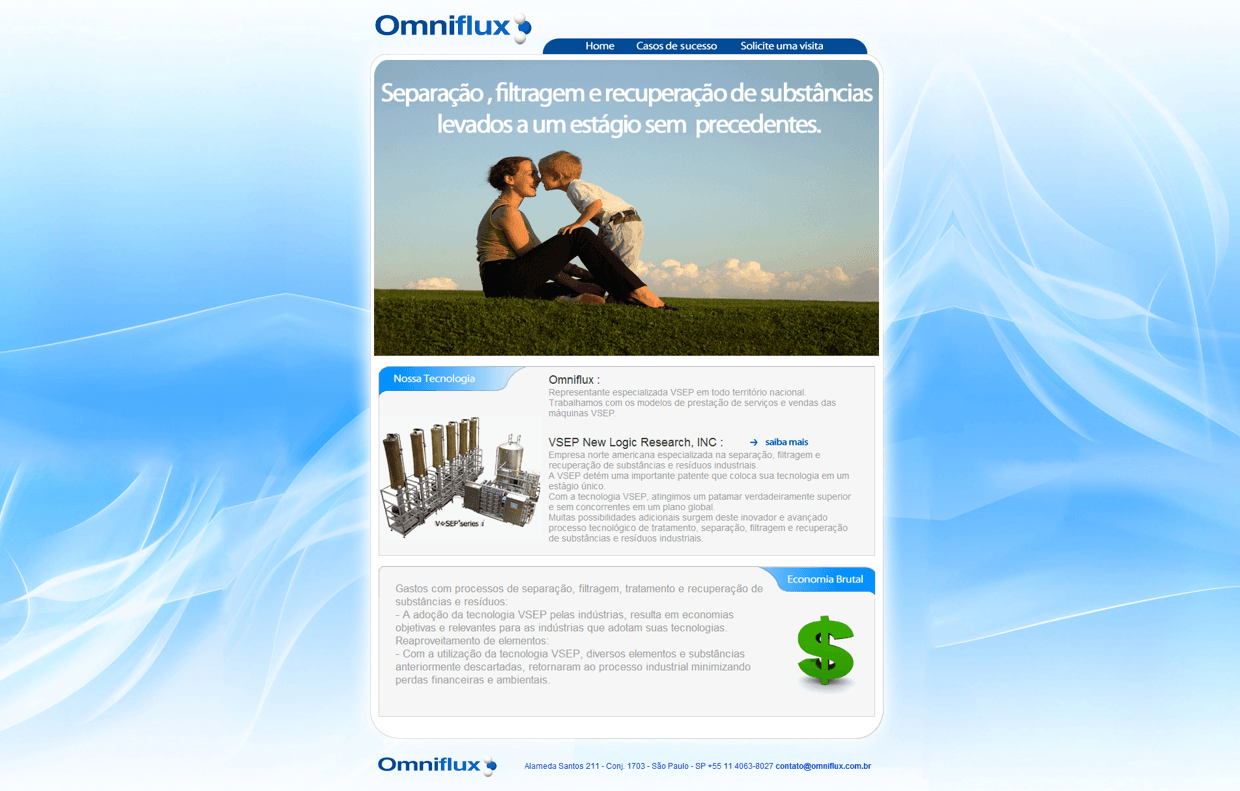 Omniflux
Home Casos de sucesso Solicite uma visita
Separação , filtragem e recuperação de substâncias
levados a um estágio sem precedentes.
Nossa Tecnologia
Omniflux :
Representante especializada VSEP em todo território nacional.
Trabalhamos com os modelos de prestação de serviços e vendas das
máquinas VSEP.
VSEP New Logic Research, INC : saiba mais
Empresa norte americana especializada na separação, filtragem e
recuperação de substâncias e resíduos industriais.
A VSEP detém uma importante patente que coloca sua tecnologia em um
estágio único.
Com a tecnologia VSEP, atingimos um patamar verdadeiramente superior
e sem concorrentes em um plano global.
Muitas possibilidades adicionais surgem deste inovador e avançado
processo tecnológico de tratamento, separação, filtragem e recuperação
de substâncias e resíduos industriais.
V SEP series i
Economia Brutal
Gastos com processos de separação, filtragem, tratamento e recuperação de
substâncias e resíduos:
- A adoção da tecnologia VSEP pelas indústrias, resulta em economias
objetivas e relevantes para as indústrias que adotam suas tecnologias.
Reaproveitamento de elementos:
- Com a utilização da tecnologia VSEP, diversos elementos e substâncias
anteriormente descartadas, retornaram ao processo industrial minimizando
perdas financeiras e ambientais.
$
Omniflux
Alameda Santos 211 - Conj. 1703 - São Paulo - SP +55 11 4063-8027 contato@omniflux.com.br